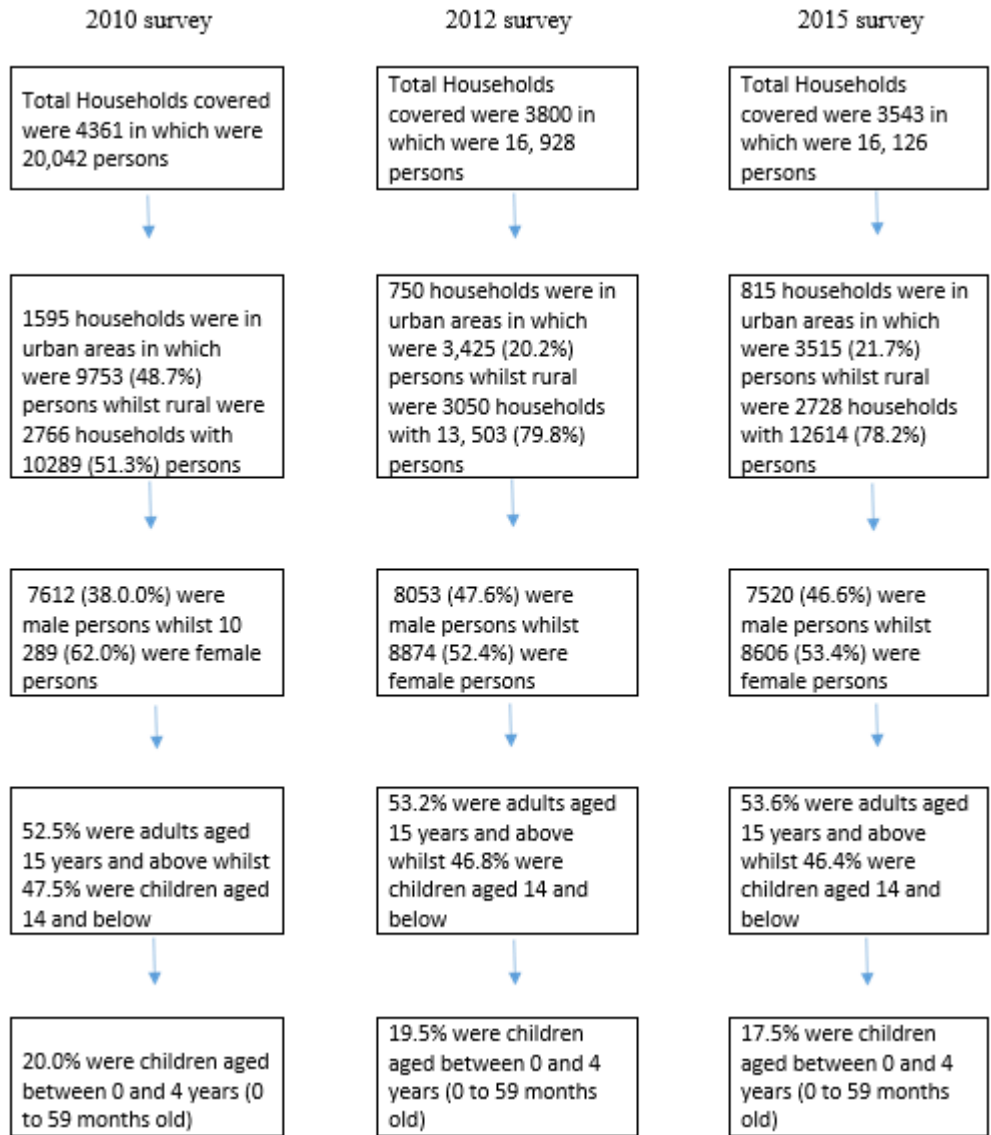 2010 survey
2012 survey
2015 survey
Total Households covered
were 4361 in which were
20,042 persons
Total Households
covered were 3800 in
which were 16, 928
persons
Total Households
covered were 3543 in
which were 16, 126
persons
1595 households were in
urban areas in which
were 9753 (48.7%)
persons whilst rural were
2766 households with
10289 (51.3%) persons
750 households were in
urban areas in which
were 3,425 (20.2%)
persons whilst rural
were 3050 households
with 13, 503 (79.8%)
persons
815 households were in
urban areas in which
were 3515 (21.7%)
persons whilst rural
were 2728 households
with 12614 (78.2%)
persons
7612 (38.0.0%) were
male persons whilst 10
289 (62.0%) were female
persons
8053 (47.6%) were
male persons whilst
8874 (52.4%) were
female persons
7520 (46.6%) were
male persons whilst
8606 (53.4%) were
female persons
52.5% were adults aged
15 years and above whilst
47.5% were children aged
14 and below
53.2% were adults aged
15 years and above
whilst 46.8% were
children aged 14 and
below
53.6% were adults aged
15 years and above
whilst 46.4% were
children aged 14 and
below
20.0% were children aged
between 0 and 4 years (0
to 59 months old)
19.5% were children
aged between 0 and 4
years (0 to 59 months
old)
17.5% were children
aged between 0 and 4
years (0 to 59 months
old)